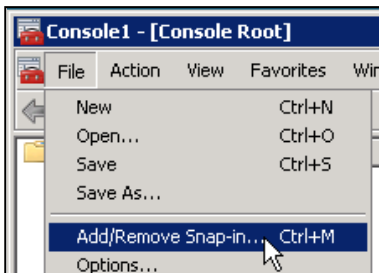 Console1 - [Console Root]
File Action View Favorites Wi
New Ctrl+N
Open... Ctrl+O
Save Ctrl+S
Save As...
Add/Remove Snap-in... Ctrl+M
Options...